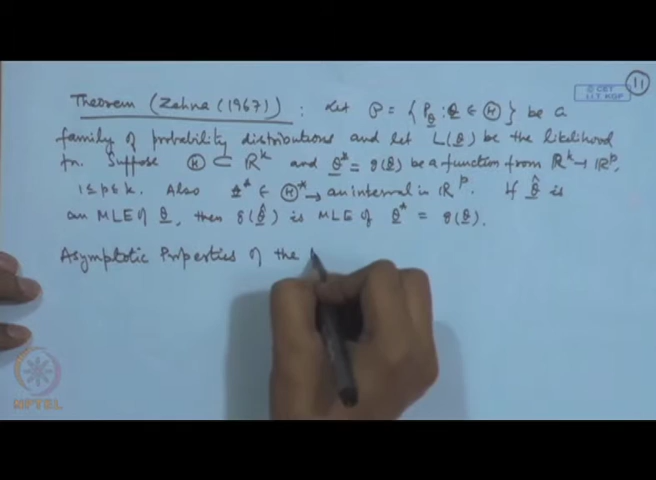 © CET
I.I.T. KGP
11
Theorem (Zehna (1967)) : Let 𝒫 = { P_θ : θ ∈ Θ } be a
family of probability distributions and let L(θ) be the likelihood
fn. Suppose Θ ⊂ ℝ^k and θ* = g(θ) be a function from ℝ^k → ℝ^p,
1 ≤ p ≤ k. Also θ* ∈ Θ* → an interval in ℝ^p. If θ̂ is
an MLE of θ, then g(θ̂) is MLE of θ* = g(θ).
Asymptotic Properties of the
NPTEL